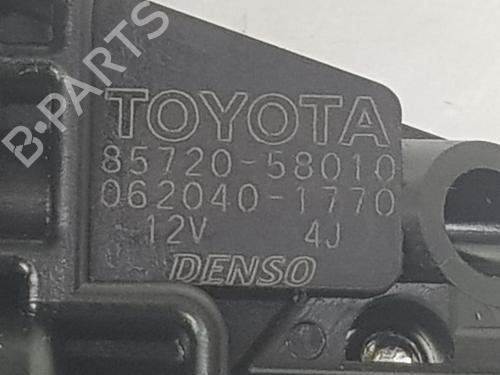 B-PARTS
TOYOTA
85720-58010
062040-1770
12V 4J
DENSO